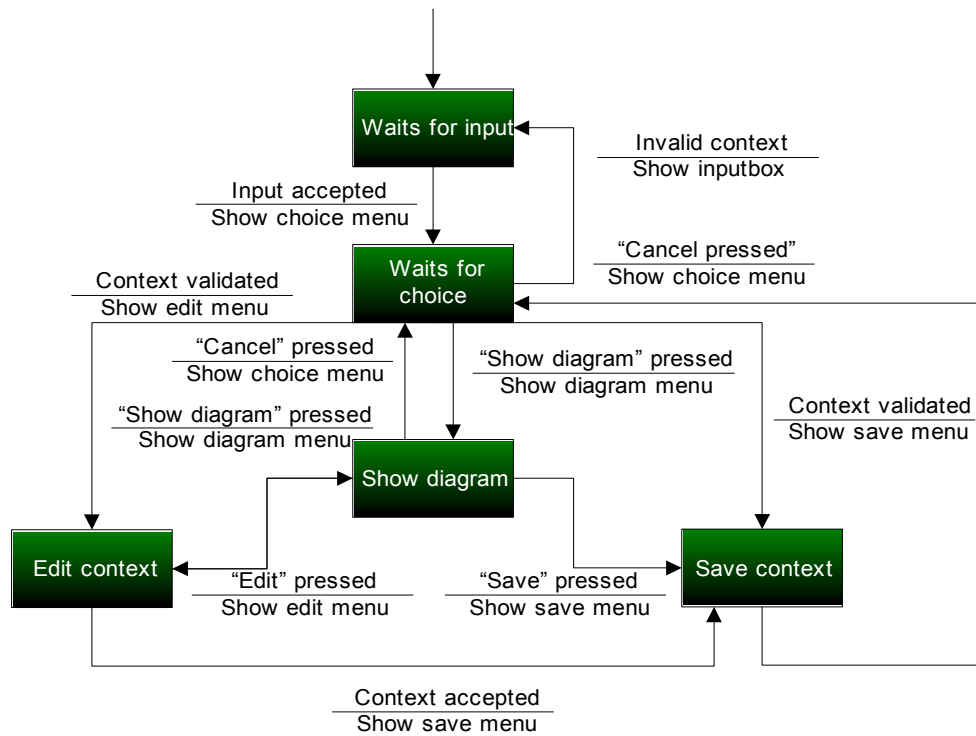 Waits for input
Invalid context
Show inputbox
Input accepted
Show choice menu
Waits for
choice
“Cancel pressed”
Show choice menu
Context validated
Show edit menu
“Cancel” pressed
Show choice menu
“Show diagram” pressed
Show diagram menu
“Show diagram” pressed
Show diagram menu
Context validated
Show save menu
Show diagram
Edit context
“Edit” pressed
Show edit menu
“Save” pressed
Show save menu
Save context
Context accepted
Show save menu